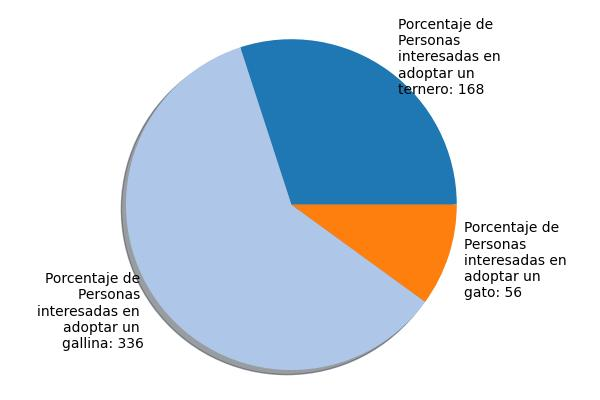 Porcentaje de
Personas
interesadas en
adoptar un
ternero: 168
Porcentaje de
Personas
interesadas en
adoptar un
gato: 56
Porcentaje de
Personas
interesadas en
adoptar un
gallina: 336